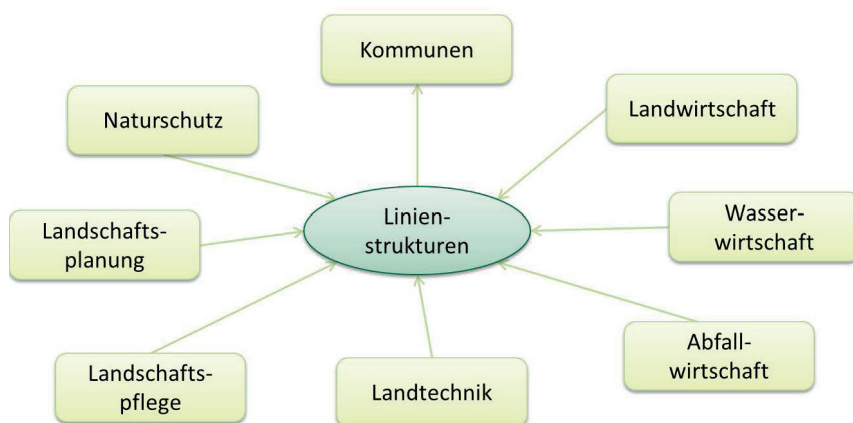 Kommunen
Naturschutz
Landwirtschaft
Landschafts-
planung
Linien-
strukturen
Wasser-
wirtschaft
Landschafts-
pflege
Landtechnik
Abfall-
wirtschaft